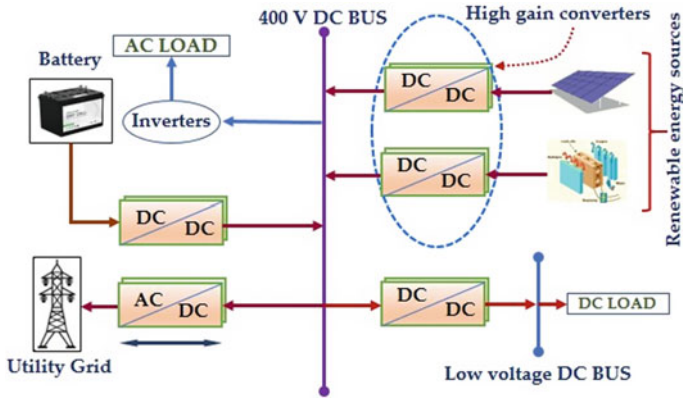 400 V DC BUS
High gain converters
AC LOAD
Battery
Inverters
DC
DC
DC
DC
Renewable energy sources
DC
DC
AC
DC
DC
DC
DC LOAD
Utility Grid
Low voltage DC BUS